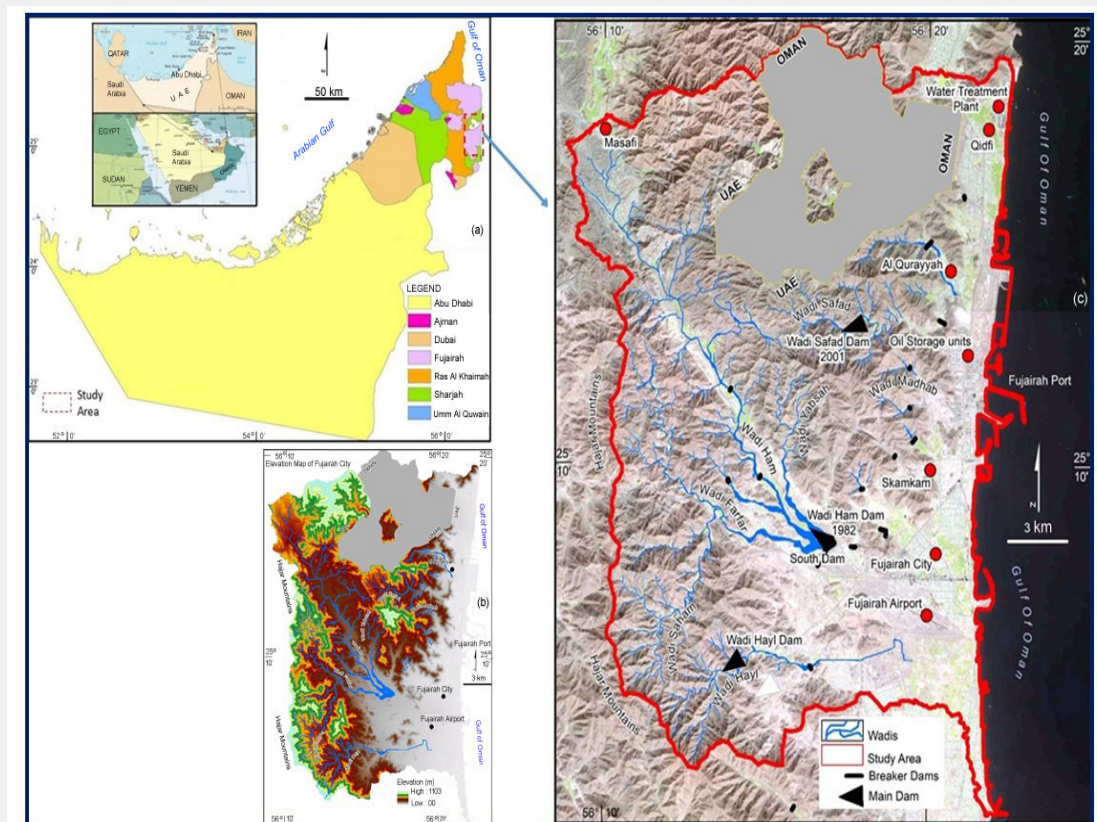 QATAR
IRAN
Abu Dhabi
Saudi
Arabia
U A E
OMAN
EGYPT
Saudi
Arabia
SUDAN
YEMEN
OMAN
50 km
Arabian Gulf
Gulf of Oman
25
0'
24
0'
(a)
LEGEND
Abu Dhabi
Ajman
Dubai
Fujairah
Ras Al Khaimah
Sharjah
Umm Al Quwain
Study
Area
52° 0'
54° 0'
56° 0'
Elevation Map of Fujairah City
56° 10'
56° 20'
25
20'
Gulf of Oman
Hajar Mountains
(b)
Fujairah Port
25
10'
3 km
Fujairah City
Fujairah Airport
Hajar Mountains
Gulf of Oman
Elevation (m)
High : 1103
Low : 00
56° 10'
56° 20'
56° 10'
56° 20'
25°
20'
OMAN
Water Treatment
Plant
Qidfi
Masafi
OMAN
UAE
Gulf Of Oman
UAE
Al Qurayyah
(c)
Wadi Safad
Wadi Safad Dam
2001
Oil Storage units
Fujairah Port
Wadi Madhab
Hajar Mountains
Wadi Yabsah
Wadi Ham
25°
10'
Skamkam
Wadi Farfar
Wadi Ham Dam
1982
N
3 km
South Dam
Fujairah City
Fujairah Airport
Gulf Of Oman
Wadi Saham
Wadi Hayl Dam
Wadi Hayl
Hajar Mountains
Wadis
Study Area
Breaker Dams
Main Dam
56° 10'
56° 20'